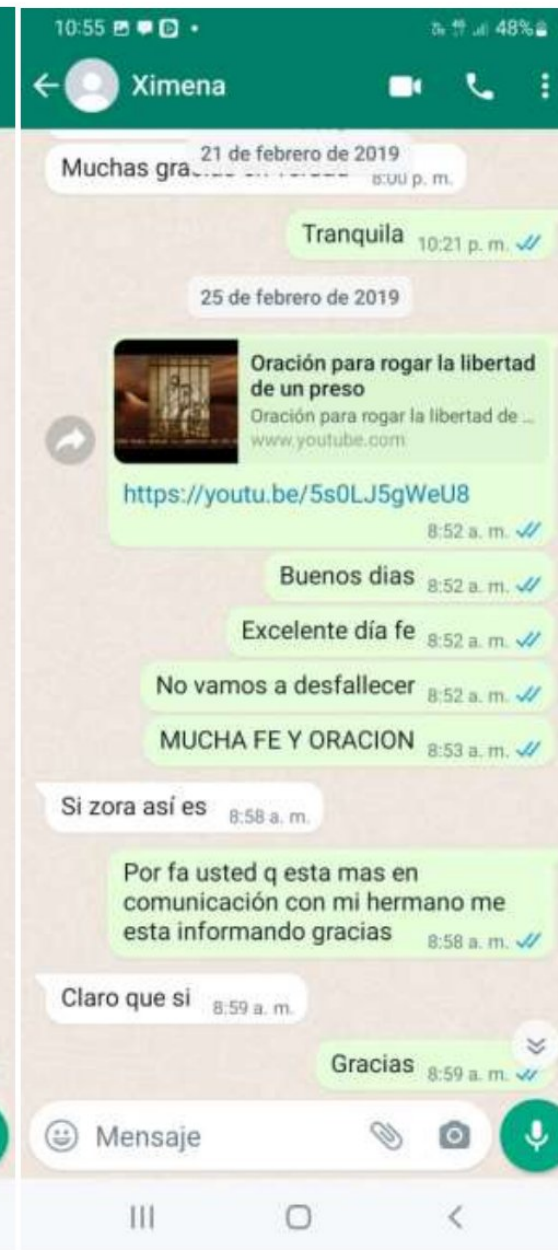 10:55
48%
Ximena
21 de febrero de 2019
Muchas
8:00 p. m.
Tranquila 10:21 p. m.
25 de febrero de 2019
Oración para rogar la libertad
de un preso
Oración para rogar la libertad de ...
www.youtube.com
https://youtu.be/5s0LJ5gWeU8
8:52 a. m.
Buenos dias 8:52 a. m.
Excelente día fe 8:52 a. m.
No vamos a desfallecer 8:52 a. m.
MUCHA FE Y ORACION 8:53 a. m.
Si zora así es 8:58 a. m.
Por fa usted q esta mas en
comunicación con mi hermano me
esta informando gracias 8:58 a. m.
Claro que si 8:59 a. m.
Gracias 8:59 a. m.
Mensaje